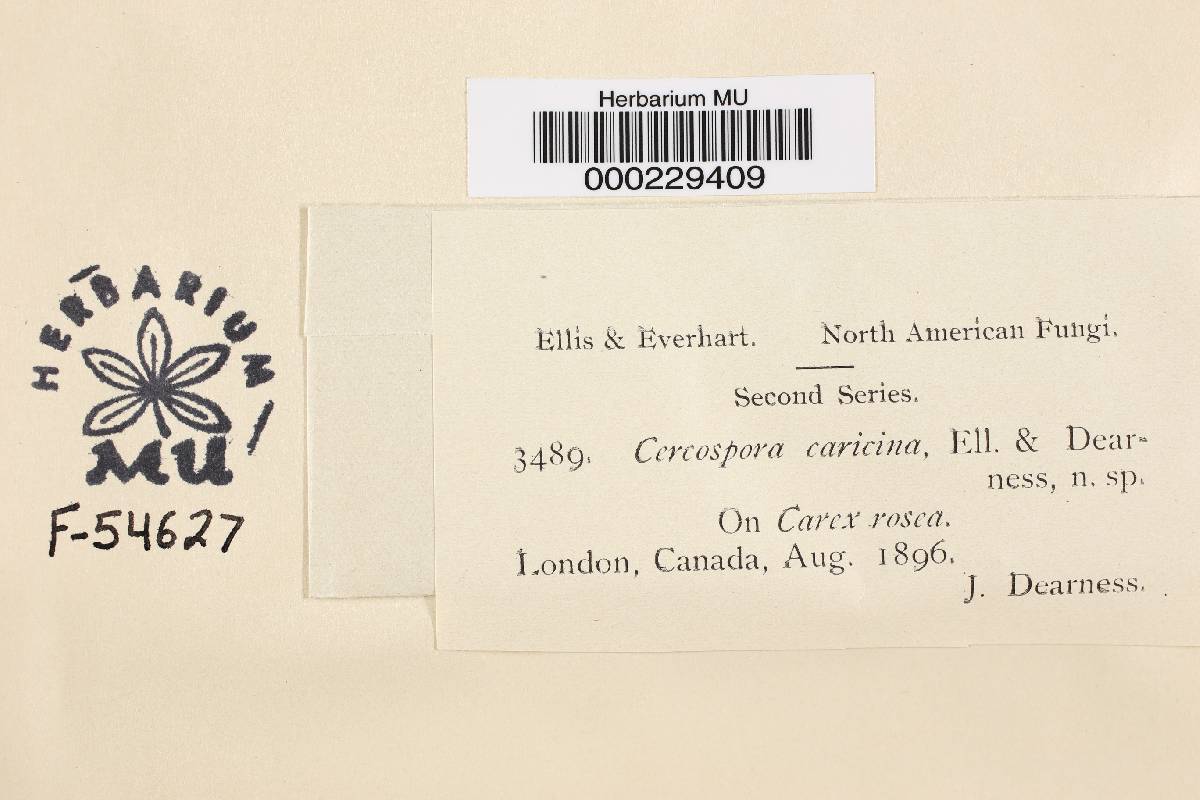 Herbarium MU
000229409
HERBARIUM
MU
F-54627
Ellis & Everhart. North American Fungi.
Second Series.
3489. Cercospora caricina, Ell. & Dear-
ness, n. sp.
On Carex rosea.
London, Canada, Aug. 1896.
J. Dearness.